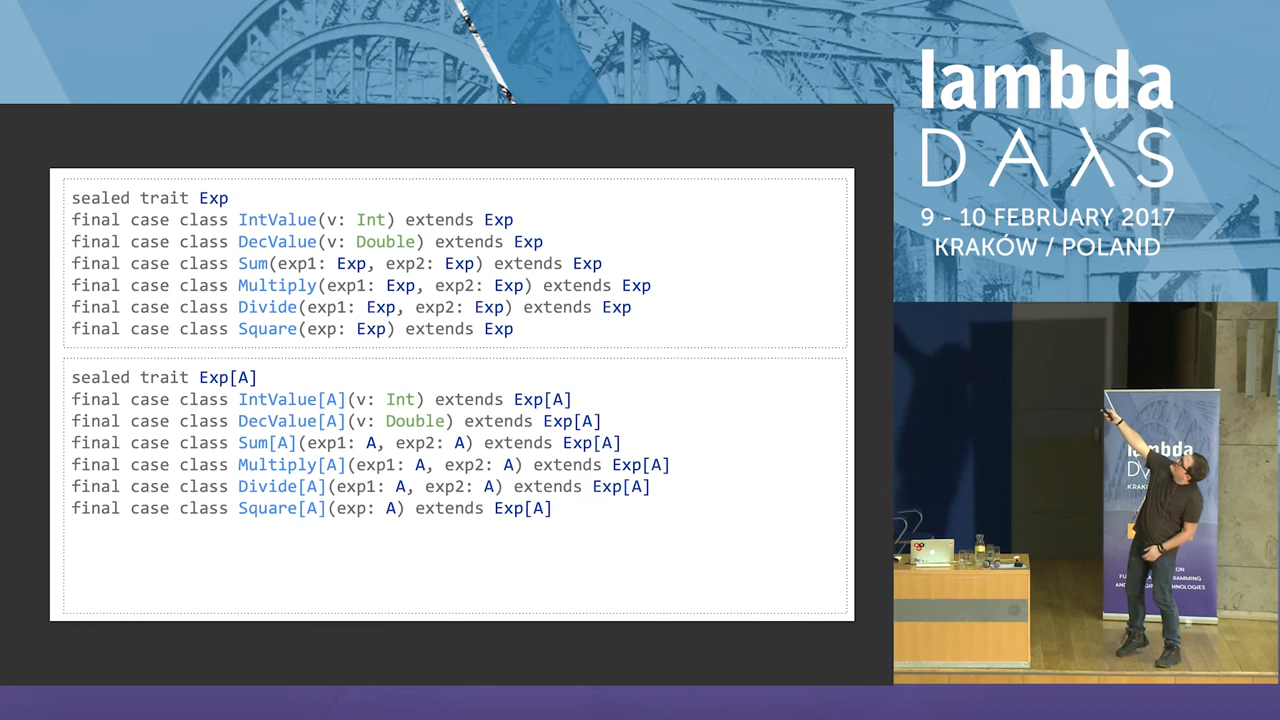 lambda
DAλS
9 - 10 FEBRUARY 2017
KRAKÓW / POLAND
sealed trait Exp
final case class IntValue(v: Int) extends Exp
final case class DecValue(v: Double) extends Exp
final case class Sum(exp1: Exp, exp2: Exp) extends Exp
final case class Multiply(exp1: Exp, exp2: Exp) extends Exp
final case class Divide(exp1: Exp, exp2: Exp) extends Exp
final case class Square(exp: Exp) extends Exp
sealed trait Exp[A]
final case class IntValue[A](v: Int) extends Exp[A]
final case class DecValue[A](v: Double) extends Exp[A]
final case class Sum[A](exp1: A, exp2: A) extends Exp[A]
final case class Multiply[A](exp1: A, exp2: A) extends Exp[A]
final case class Divide[A](exp1: A, exp2: A) extends Exp[A]
final case class Square[A](exp: A) extends Exp[A]
lambda